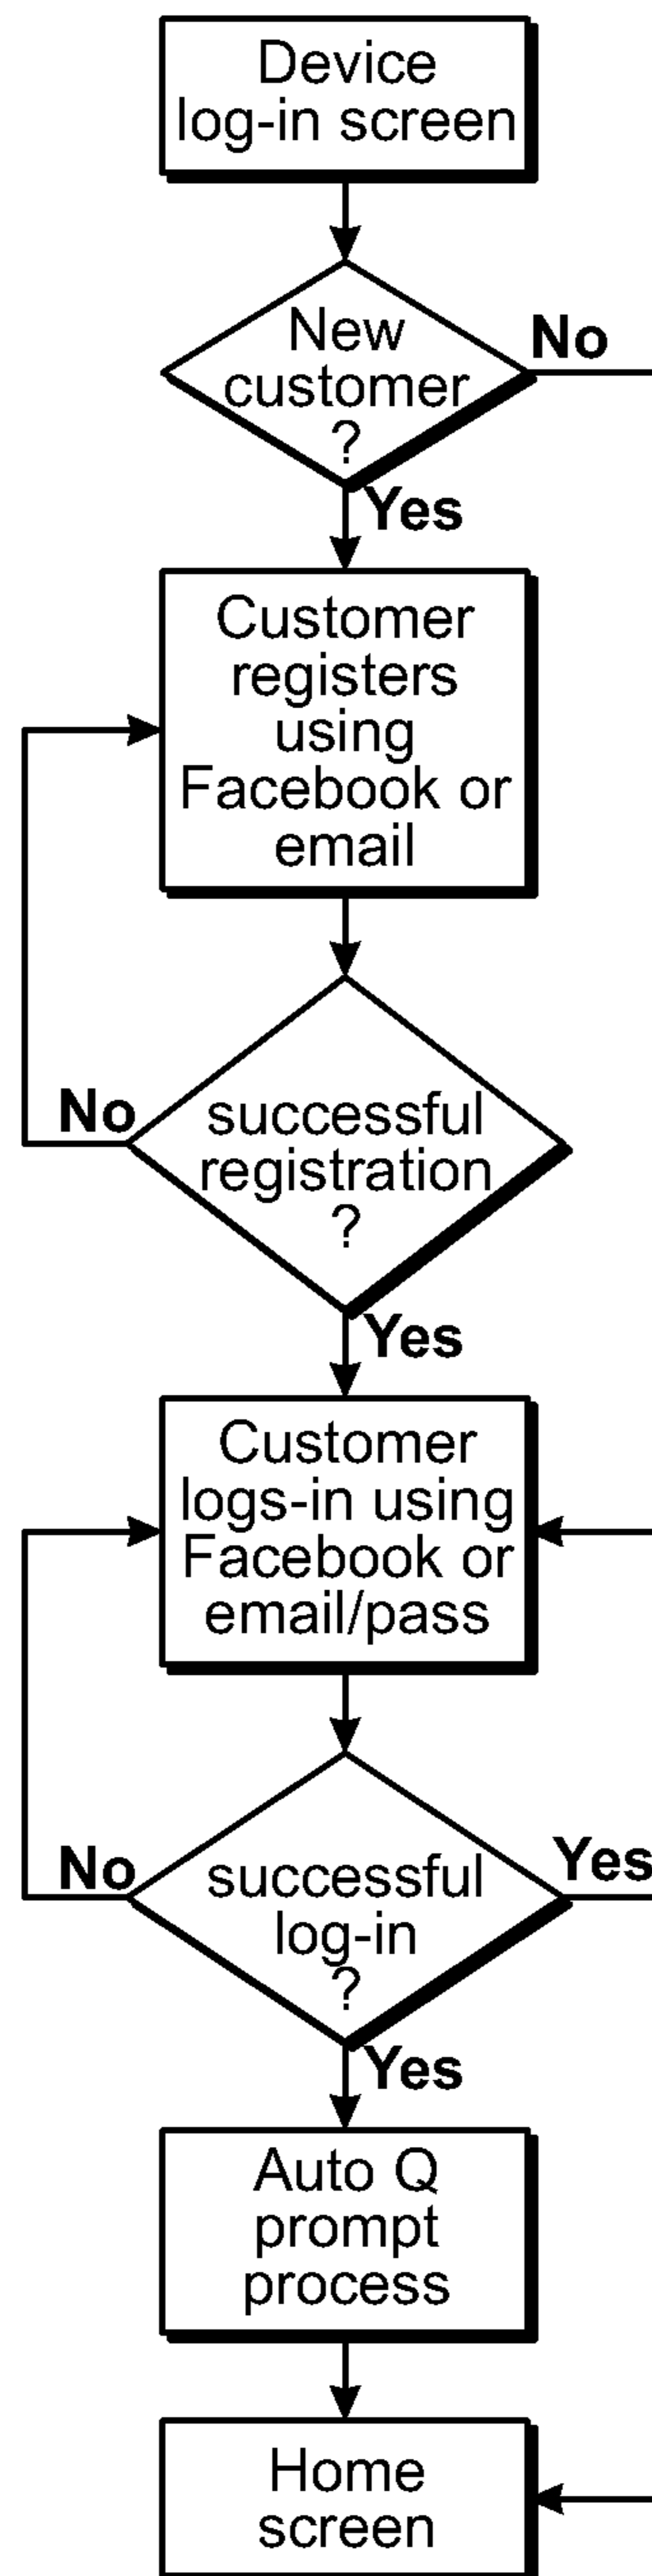 Device
log-in screen
New
customer
?
No
Yes
Customer
registers
using
Facebook or
email
No
successful
registration
?
Yes
Customer
logs-in using
Facebook or
email/pass
No
successful
log-in
?
Yes
Yes
Auto Q
prompt
process
Home
screen